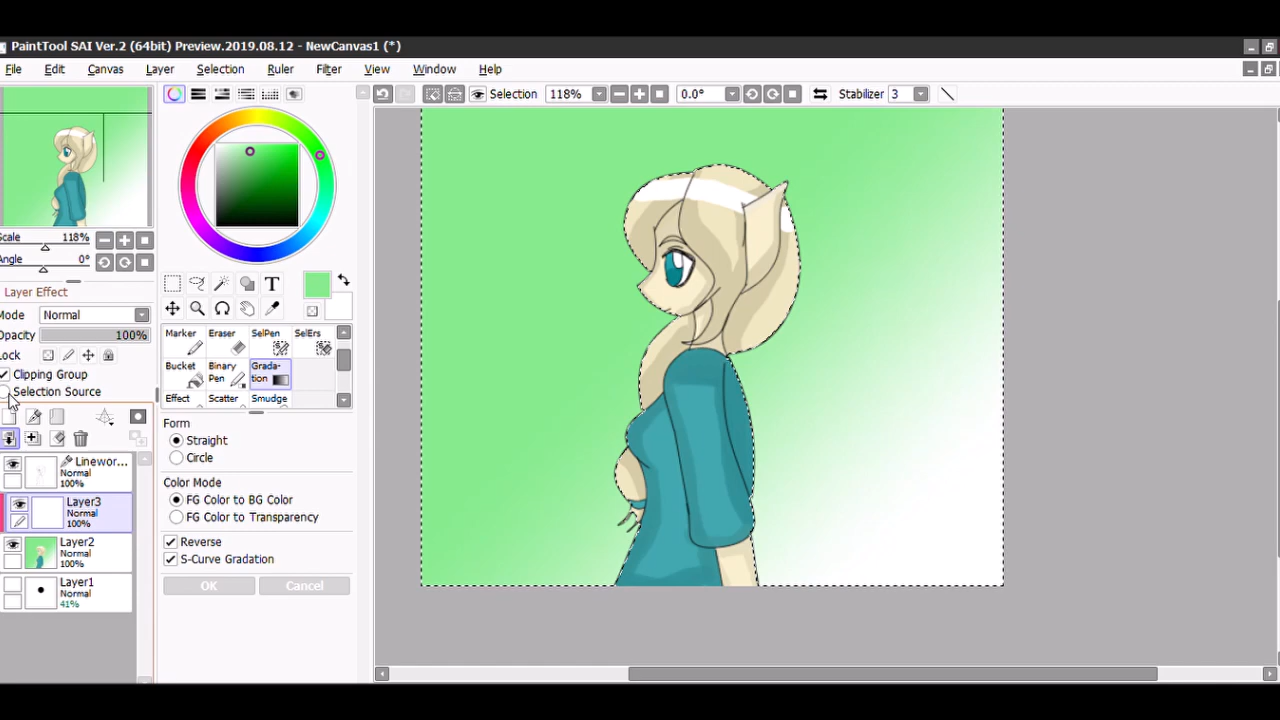 PaintTool SAI Ver.2 (64bit) Preview.2019.08.12 - NewCanvas1 (*)
File Edit Canvas Layer Selection Ruler Filter View Window Help
Selection 118% 0.0° Stabilizer 3
Scale 118%
Angle 0°
Layer Effect
Mode Normal
Opacity 100%
Lock
Clipping Group
Selection Source
Linewor...
Normal
100%
Layer3
Normal
100%
Layer2
Normal
100%
Layer1
Normal
41%
T
Marker Eraser SelPen SelErs
Bucket Binary Pen Grada-tion
Effect Scatter Smudge
Form
Straight
Circle
Color Mode
FG Color to BG Color
FG Color to Transparency
Reverse
S-Curve Gradation
OK Cancel